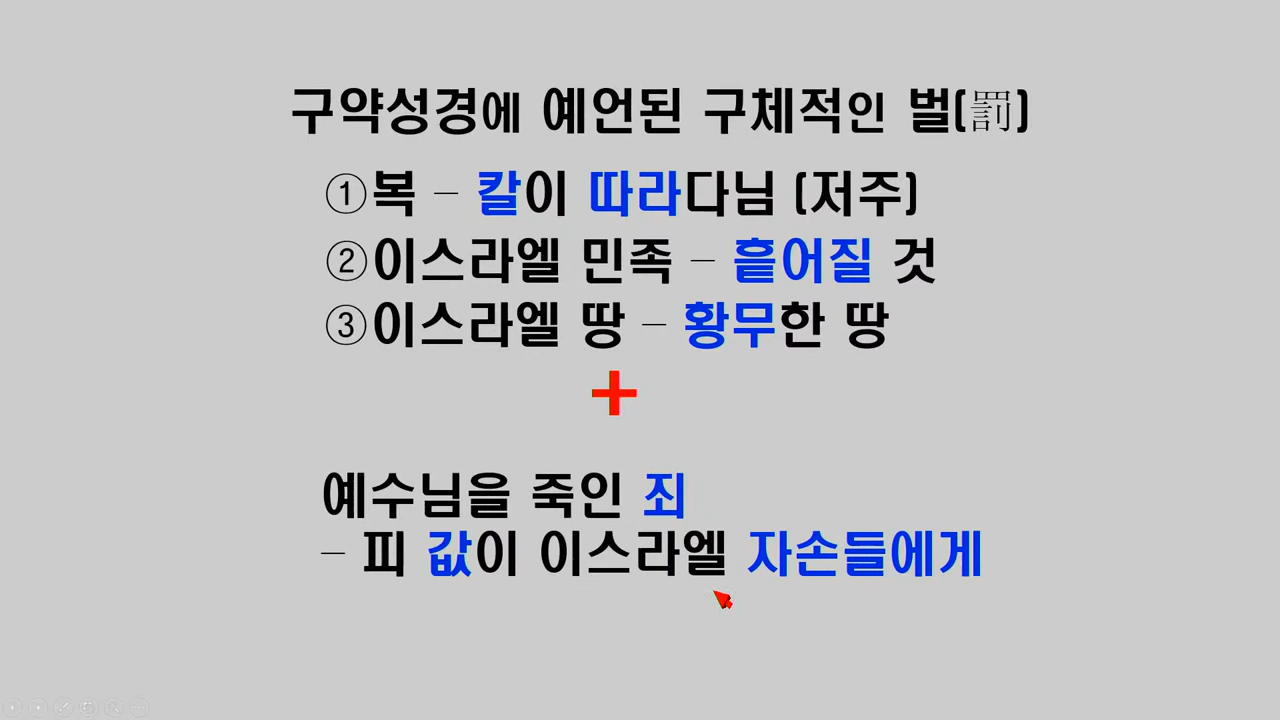 구약성경에 예언된 구체적인 벌(罰)
①복 – 칼이 따라다님 (저주)
②이스라엘 민족 – 흩어질 것
③이스라엘 땅 – 황무한 땅
+
예수님을 죽인 죄
– 피 값이 이스라엘 자손들에게